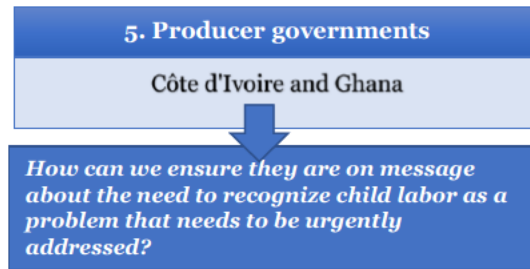 5. Producer governments
Côte d'Ivoire and Ghana
How can we ensure they are on message
about the need to recognize child labor as a
problem that needs to be urgently
addressed?